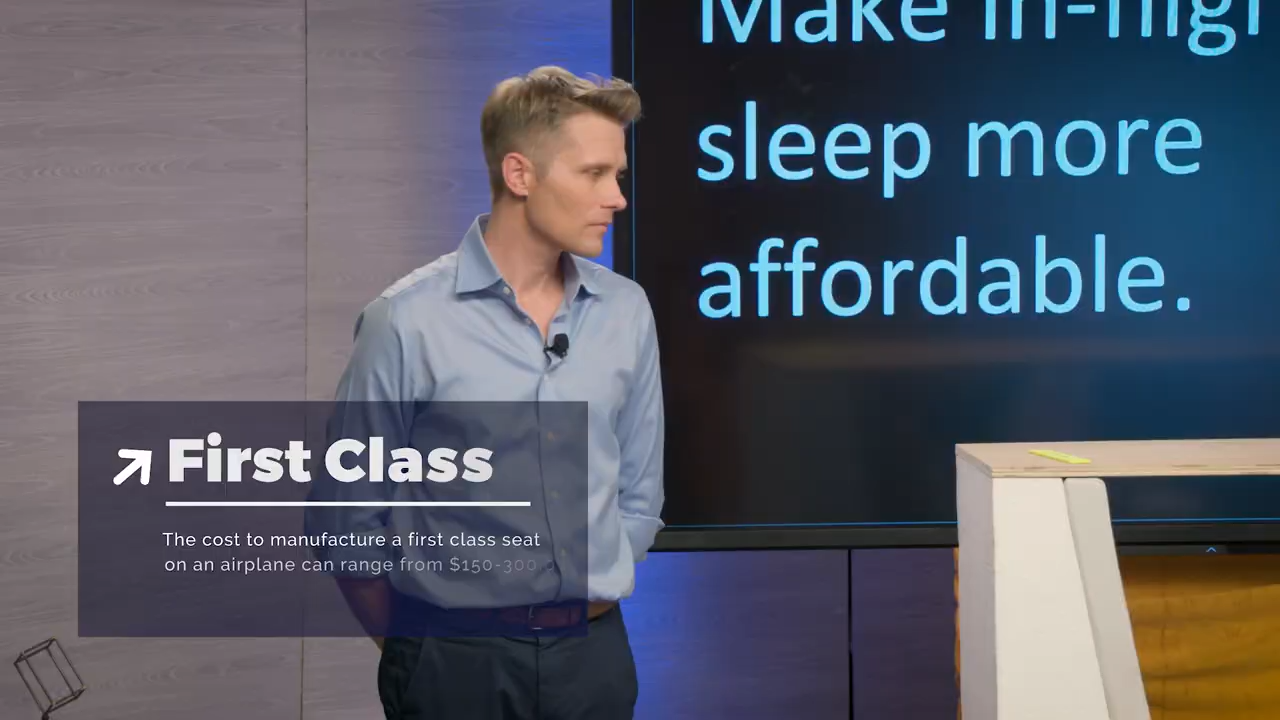 Make in-flight
sleep more
affordable.
First Class
The cost to manufacture a first class seat
on an airplane can range from $150-300